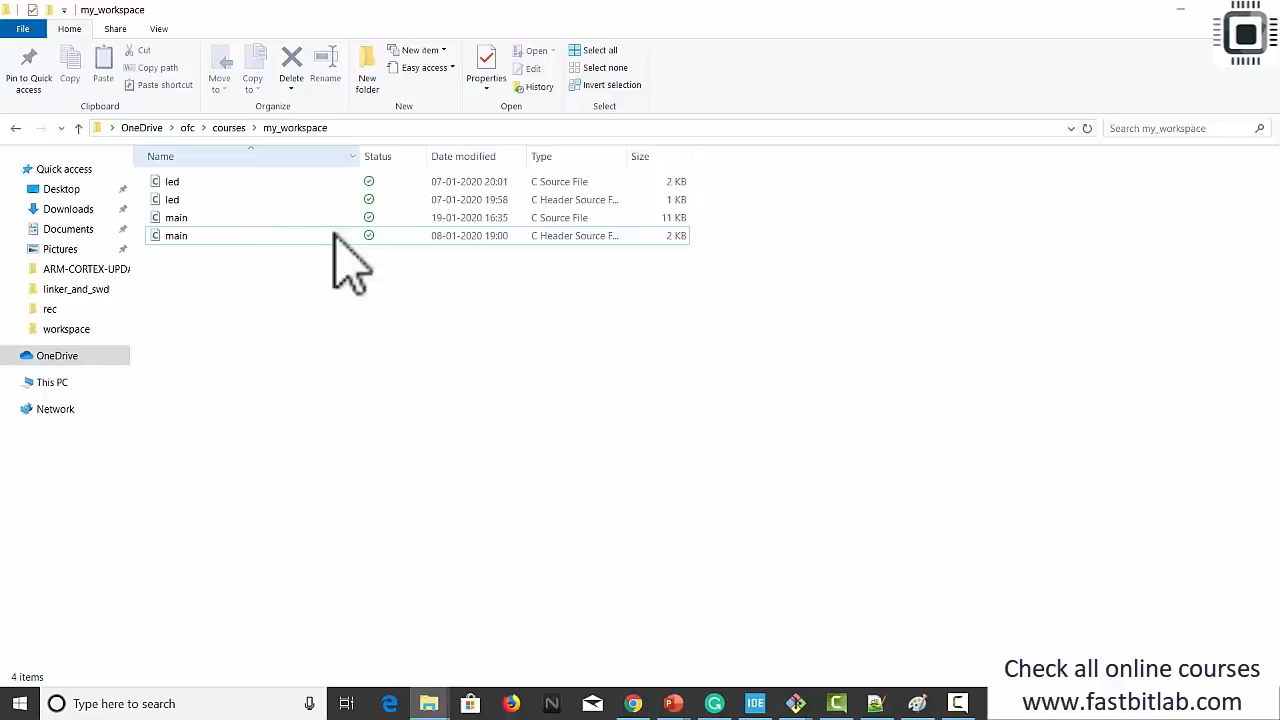 my_workspace
File Home Share View
Pin to Quick access
Copy
Paste
Cut
Copy path
Paste shortcut
Clipboard
Move to
Copy to
Delete
Rename
Organize
New folder
New item
Easy access
New
Properties
Open
Edit
History
Open
Select all
Select none
Invert selection
Select
OneDrive > ofc > courses > my_workspace
Search my_workspace
Quick access
Desktop
Downloads
Documents
Pictures
ARM-CORTEX-UPDA
linker_and_swd
rec
workspace
OneDrive
This PC
Network
Name Status Date modified Type Size
led 07-01-2020 20:01 C Source File 2 KB
led 07-01-2020 19:58 C Header Source F... 1 KB
main 19-01-2020 16:35 C Source File 11 KB
main 08-01-2020 19:00 C Header Source F... 2 KB
4 items
Type here to search
IDE
Check all online courses
www.fastbitlab.com